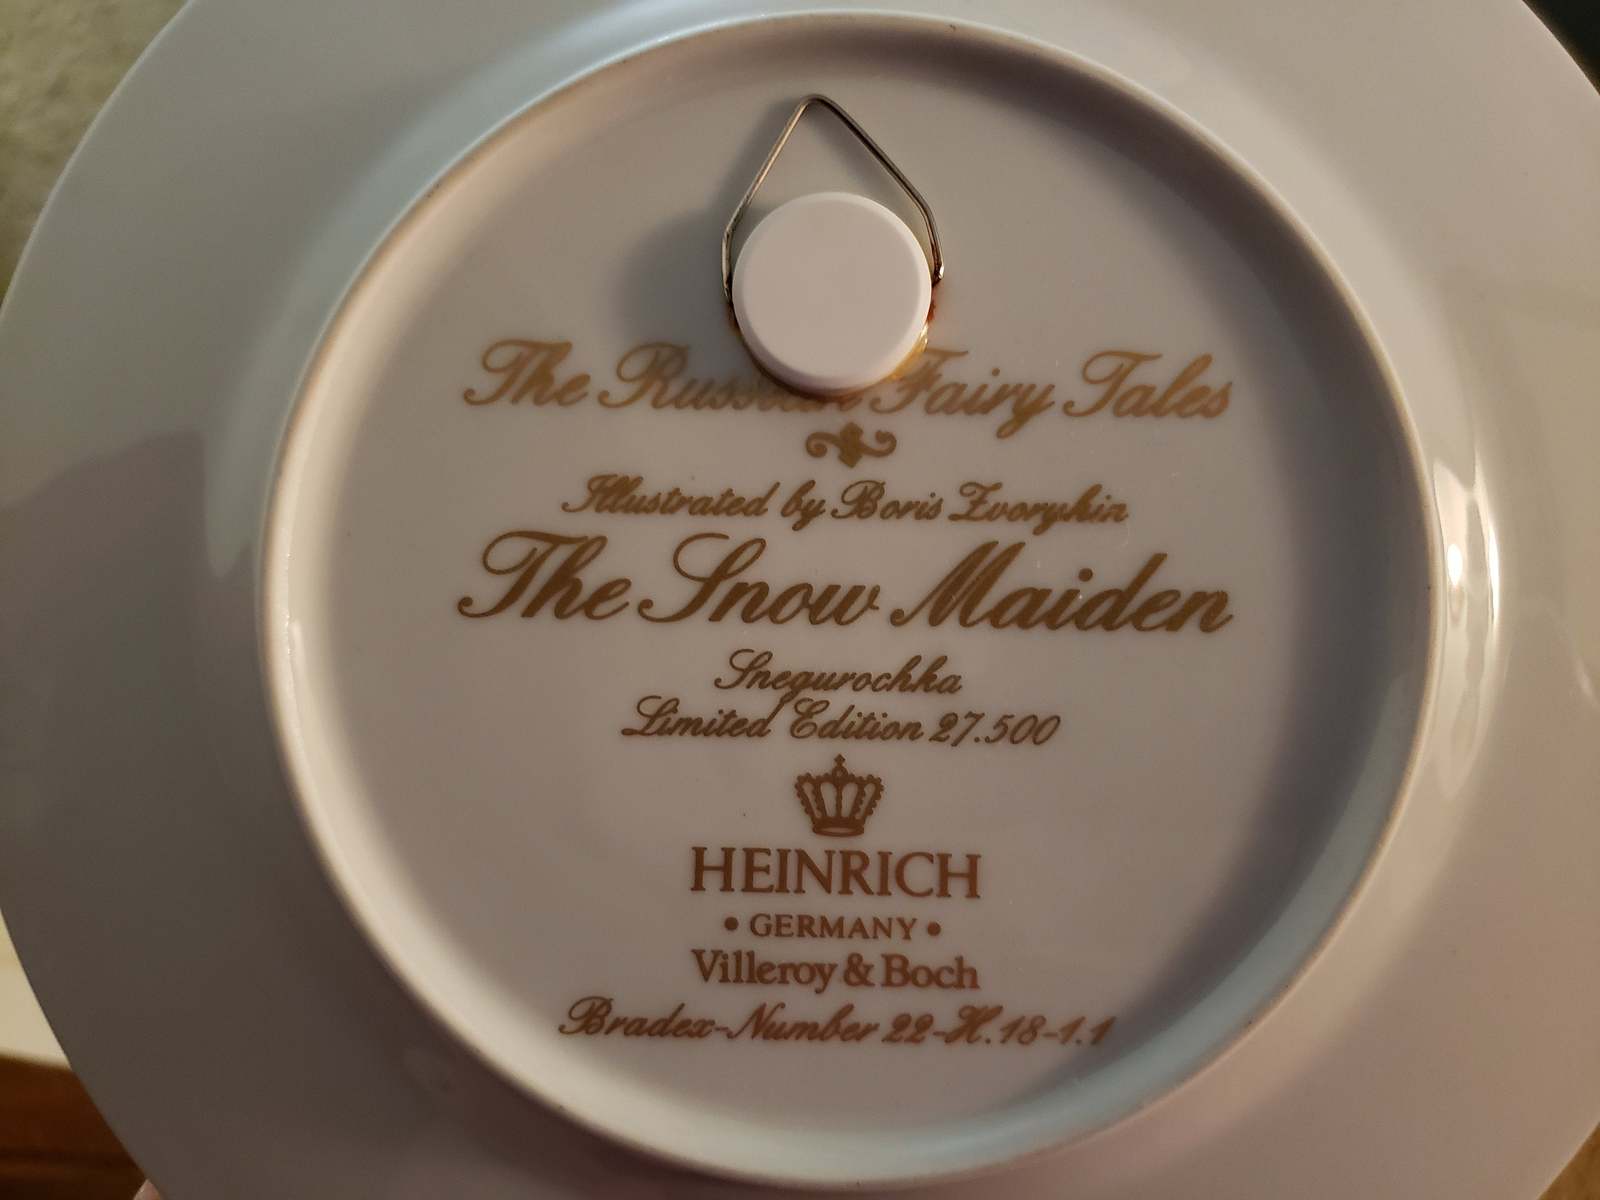 The Russian Fairy Tales
Illustrated by Boris Zvorykin
The Snow Maiden
Snegurochka
Limited Edition 27.500
HEINRICH
• GERMANY •
Villeroy & Boch
Bradex-Number 22-H.18-1.1